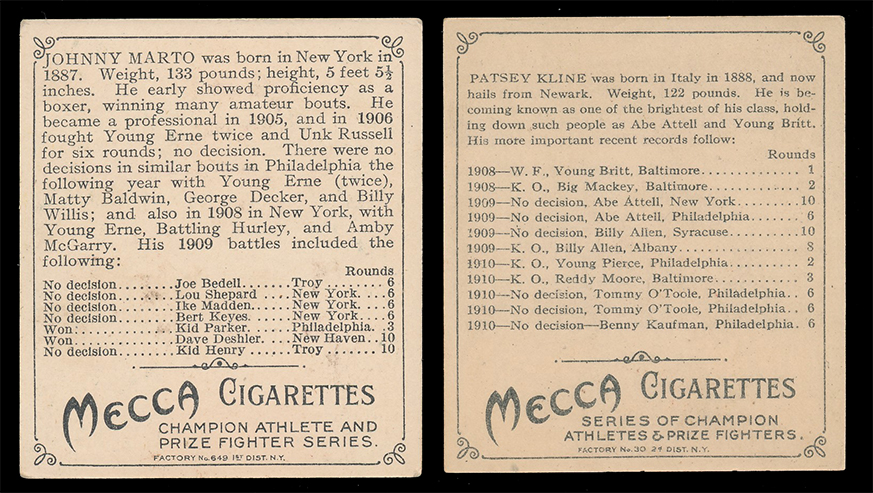 JOHNNY MARTO was born in New York in
1887. Weight, 133 pounds; height, 5 feet 5½
inches. He early showed proficiency as a
boxer, winning many amateur bouts. He
became a professional in 1905, and in 1906
fought Young Erne twice and Unk Russell
for six rounds; no decision. There were no
decisions in similar bouts in Philadelphia the
following year with Young Erne (twice),
Matty Baldwin, George Decker, and Billy
Willis; and also in 1908 in New York, with
Young Erne, Battling Hurley, and Amby
McGarry. His 1909 battles included the
following:
Rounds
No decision........Joe Bedell.......Troy........ 6
No decision........Lou Shepard ....New York.... 6
No decision........Ike Madden......New York.... 6
No decision........Bert Keyes......New York.... 6
Won:..............Kid Parker......Philadelphia. 3
Won...............Dave Deshler....New Haven..10
No decision........Kid Henry ......Troy........10
MECCA CIGARETTES
CHAMPION ATHLETE AND
PRIZE FIGHTER SERIES.
FACTORY No. 649 1ST DIST. N.Y.
PATSEY KLINE was born in Italy in 1888, and now
hails from Newark. Weight, 122 pounds. He is be-
coming known as one of the brightest of his class, hold-
ing down such people as Abe Attell and Young Britt.
His more important recent records follow:
Rounds
1908—W. F., Young Britt, Baltimore.............. 1
1908—K. O., Big Mackey, Baltimore.............. 2
1909—No decision, Abe Attell, New York........10
1909—No decision, Abe Attell, Philadelphia....... 6
1909—No decision, Billy Allen, Syracuse.........10
1909—K. O., Billy Allen, Albany................. 8
1910—K. O., Young Pierce, Philadelphia.......... 2
1910—K. O., Reddy Moore, Baltimore............ 3
1910—No decision, Tommy O'Toole, Philadelphia.. 6
1910—No decision, Tommy O'Toole, Philadelphia.. 6
1910—No decision—Benny Kaufman, Philadelphia. 6
MECCA CIGARETTES
SERIES OF CHAMPION
ATHLETES & PRIZE FIGHTERS.
FACTORY No. 30 2d DIST. N.Y.